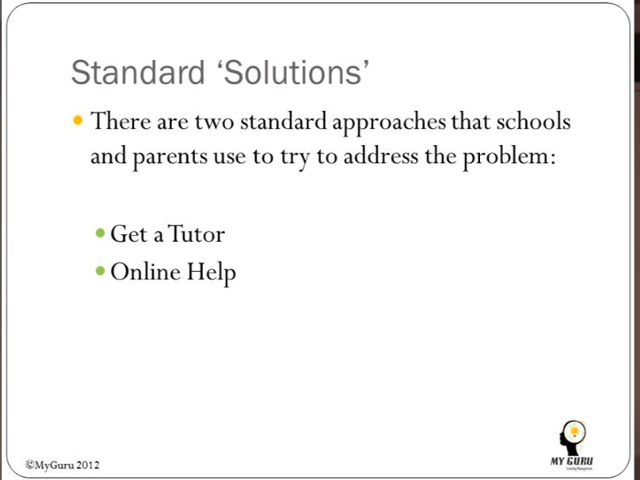 Standard ‘Solutions’
There are two standard approaches that schools
and parents use to try to address the problem:
Get a Tutor
Online Help
MY GURU
©MyGuru 2012